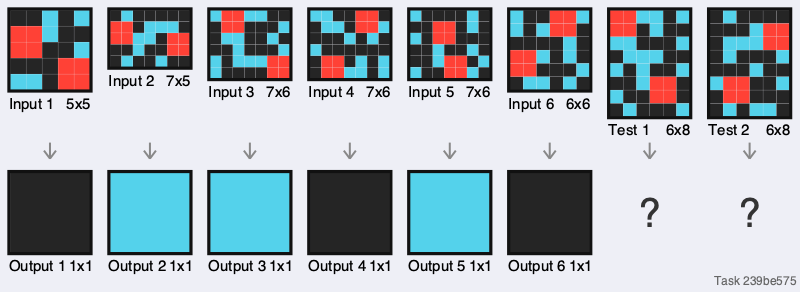 Input 1 5x5
Input 2 7x5
Input 3 7x6
Input 4 7x6
Input 5 7x6
Input 6 6x6
Test 1 6x8
Test 2 6x8
? ?
Output 1 1x1
Output 2 1x1
Output 3 1x1
Output 4 1x1
Output 5 1x1
Output 6 1x1
Task 239be575